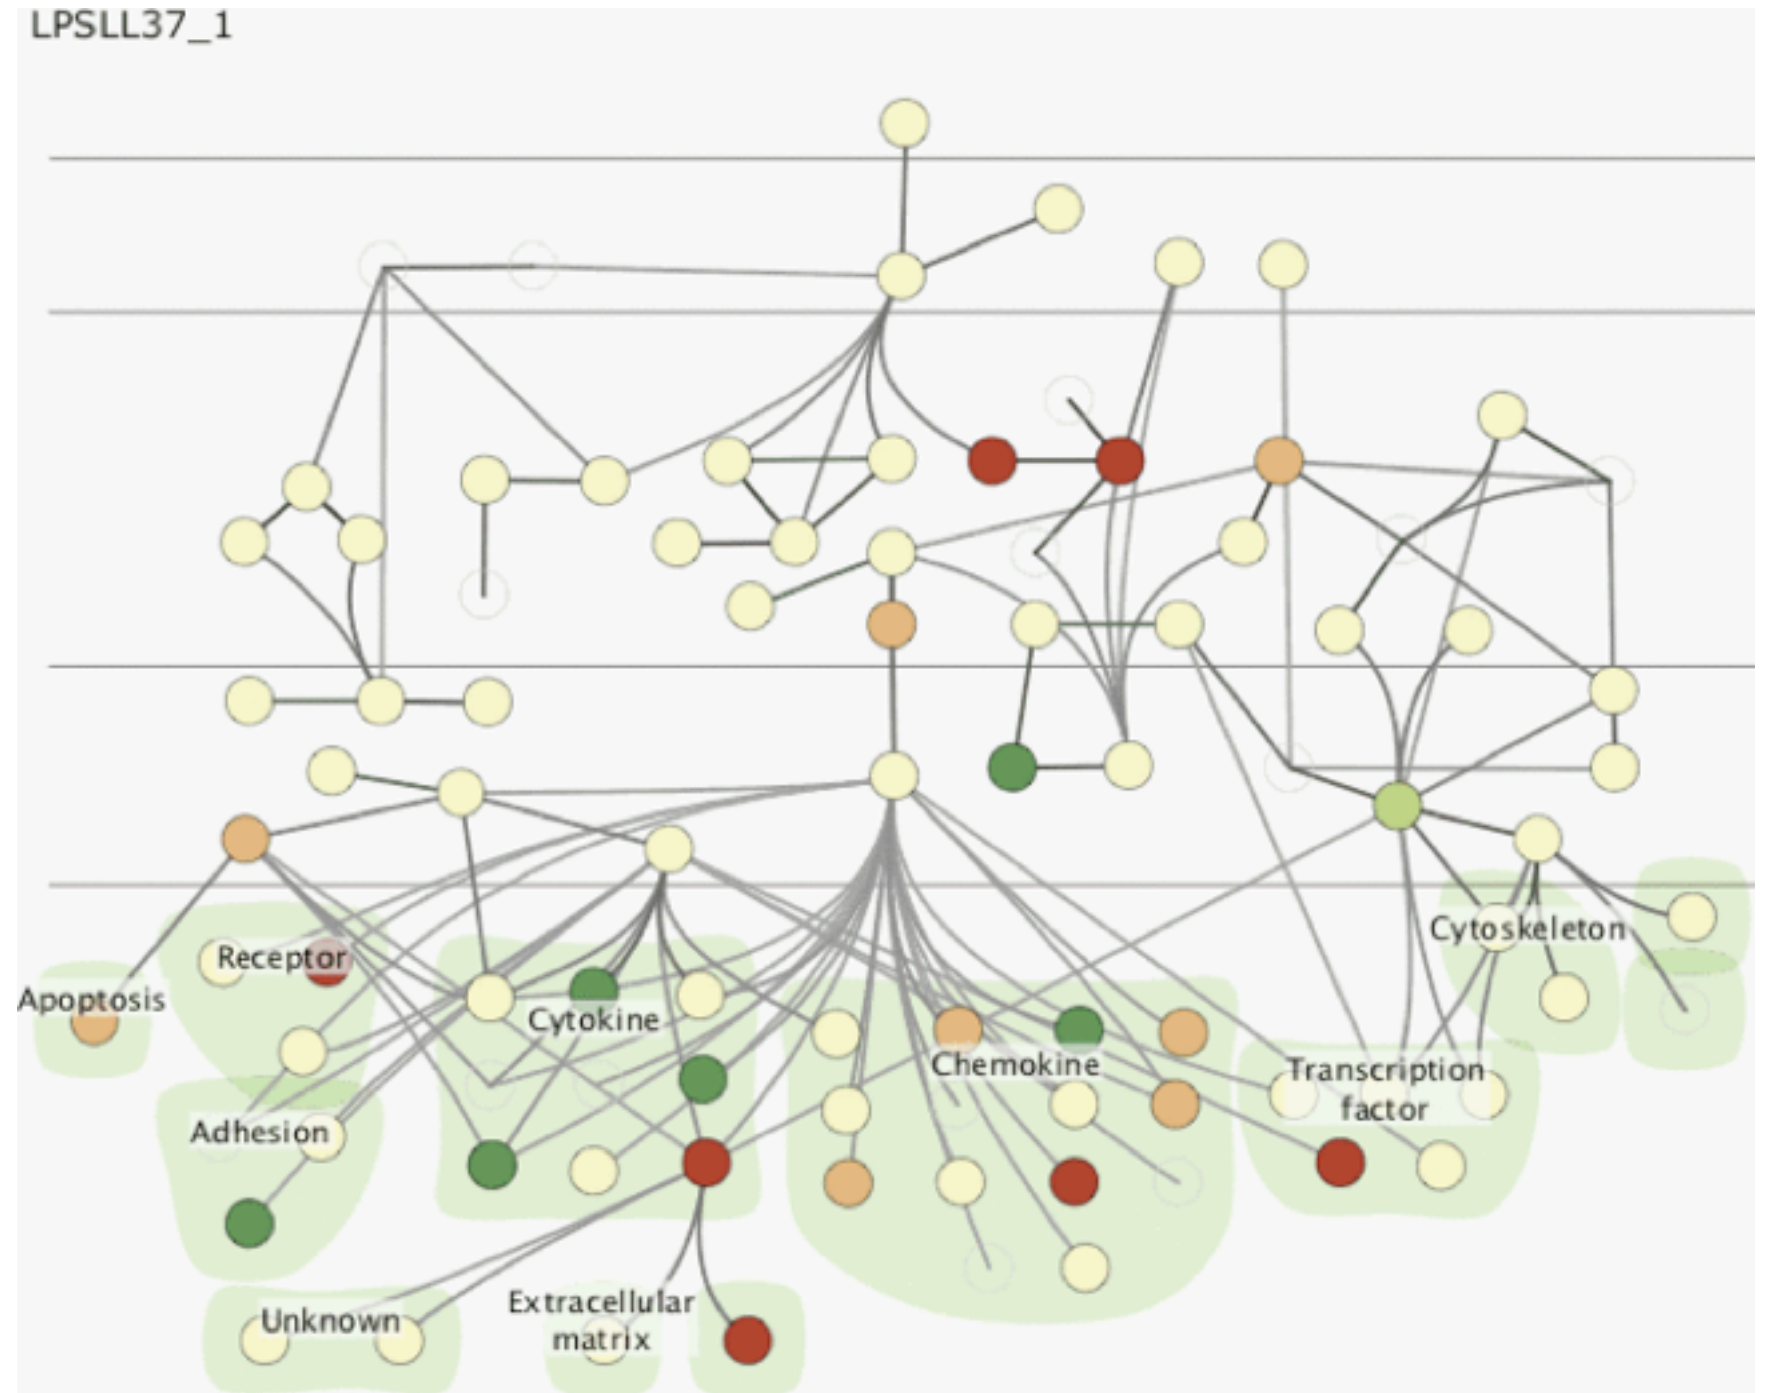 LPSLL37_1
Cytoskeleton
Receptor
Apoptosis
Cytokine
Chemokine
Transcription
factor
Adhesion
Extracellular
matrix
Unknown